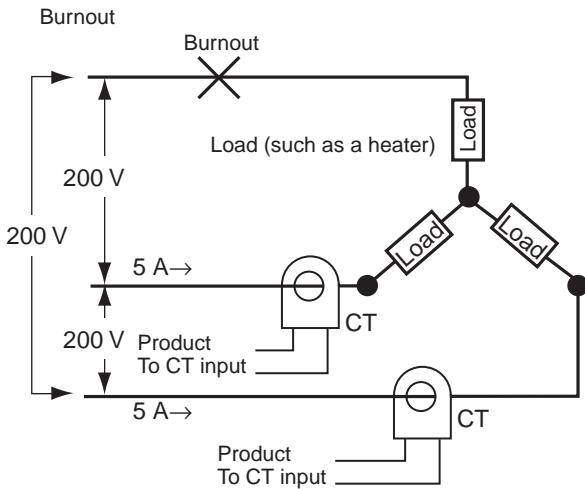 Burnout
Burnout
Load
Load (such as a heater)
200 V
Load
Load
200 V
5 A→
CT
200 V
Product
To CT input
5 A→
CT
Product
To CT input